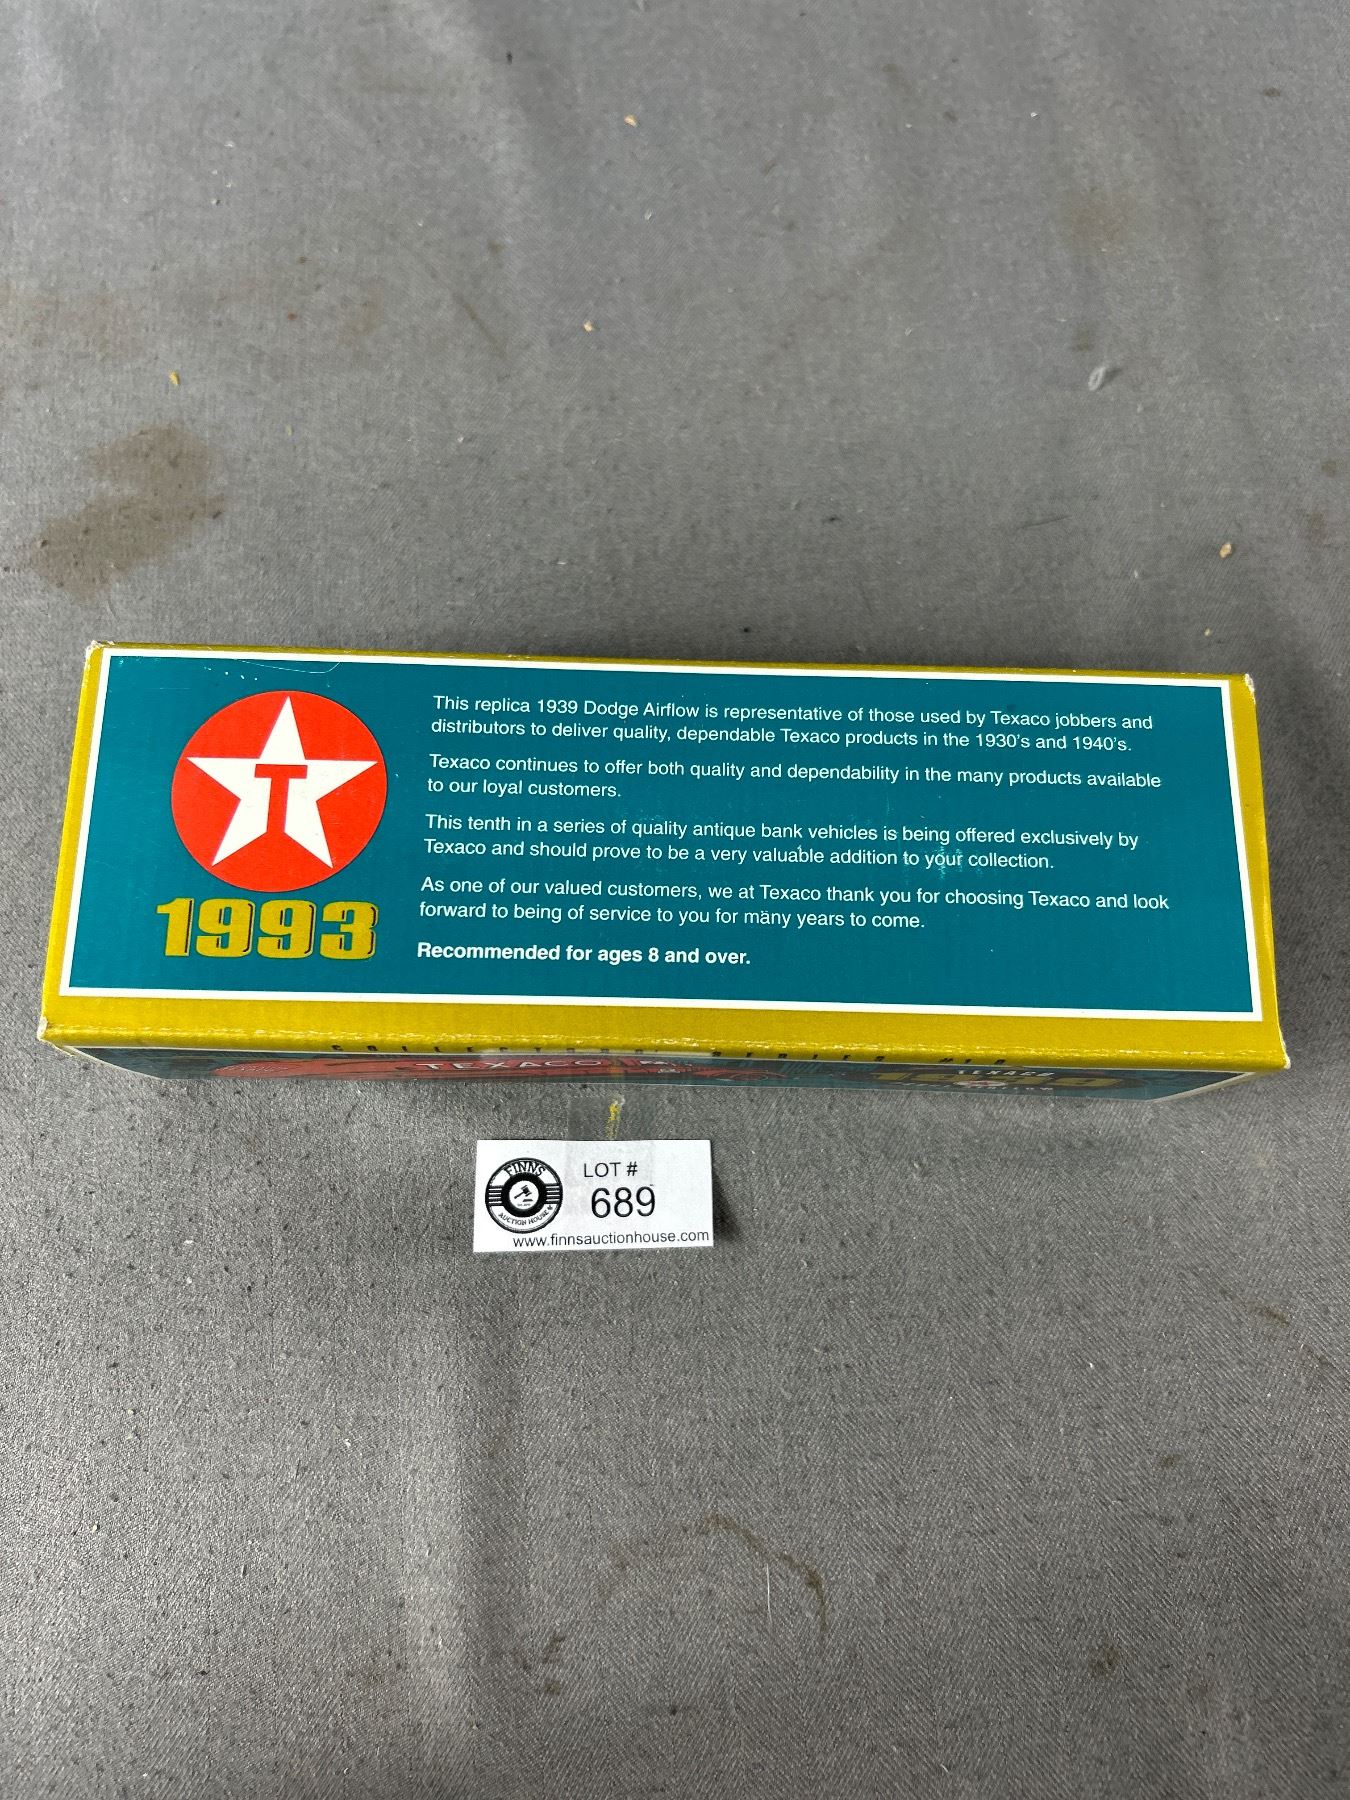 T
1993
This replica 1939 Dodge Airflow is representative of those used by Texaco jobbers and
distributors to deliver quality, dependable Texaco products in the 1930's and 1940's.
Texaco continues to offer both quality and dependability in the many products available
to our loyal customers.
This tenth in a series of quality antique bank vehicles is being offered exclusively by
Texaco and should prove to be a very valuable addition to your collection.
As one of our valued customers, we at Texaco thank you for choosing Texaco and look
forward to being of service to you for many years to come.
Recommended for ages 8 and over.
SERIES #10
TEXACO
TEXACO
1939
FINNS
AUCTION HOUSE
LOT #
689
www.finnsauctionhouse.com